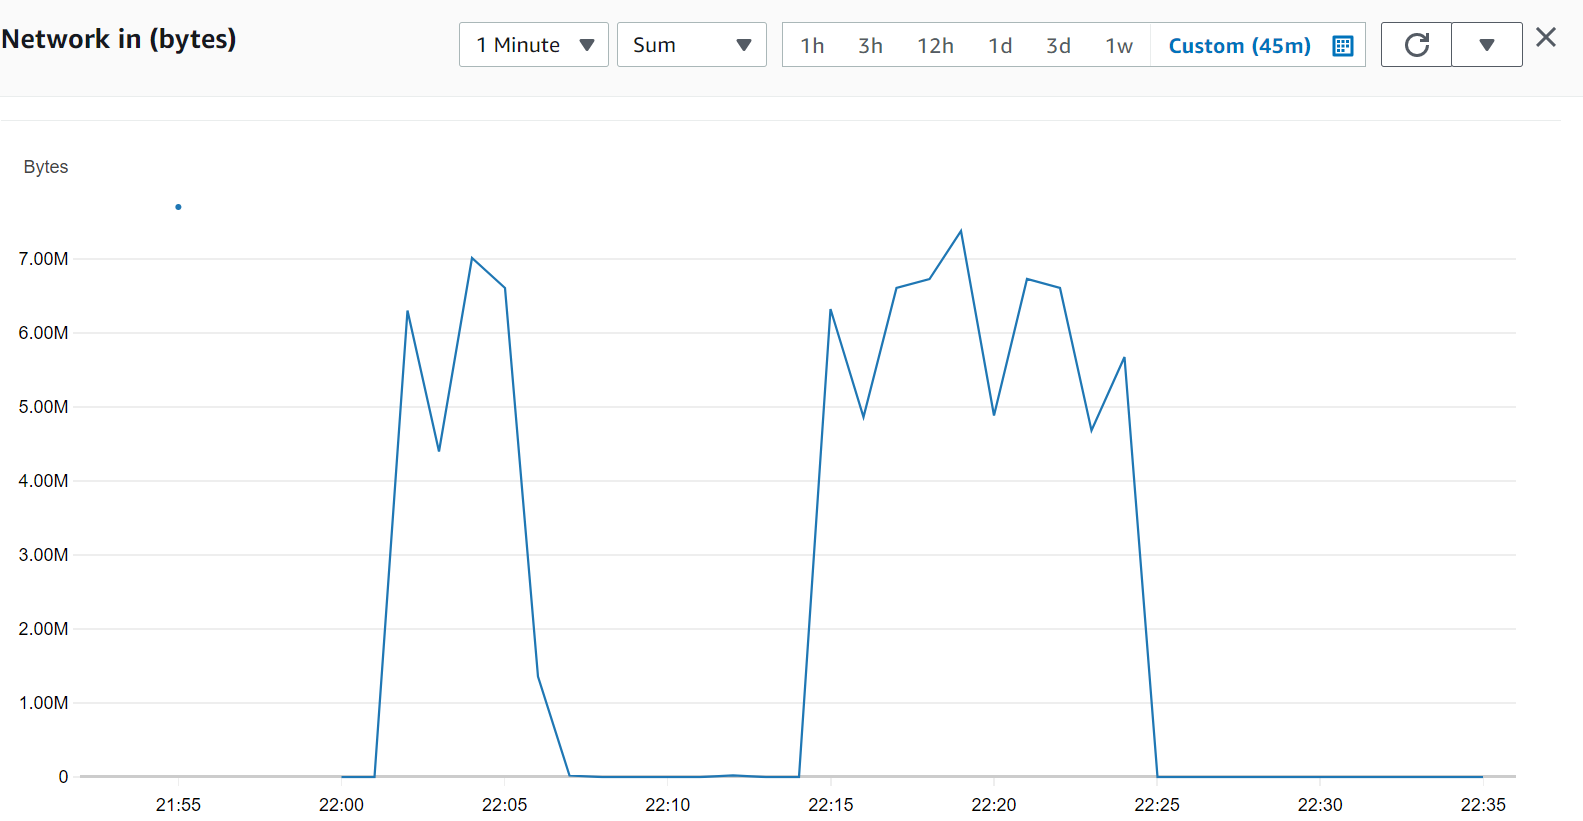 Network in (bytes)
1 Minute
Sum
1h 3h 12h 1d 3d 1w Custom (45m)
Bytes
7.00M
6.00M
5.00M
4.00M
3.00M
2.00M
1.00M
0
21:55 22:00 22:05 22:10 22:15 22:20 22:25 22:30 22:35